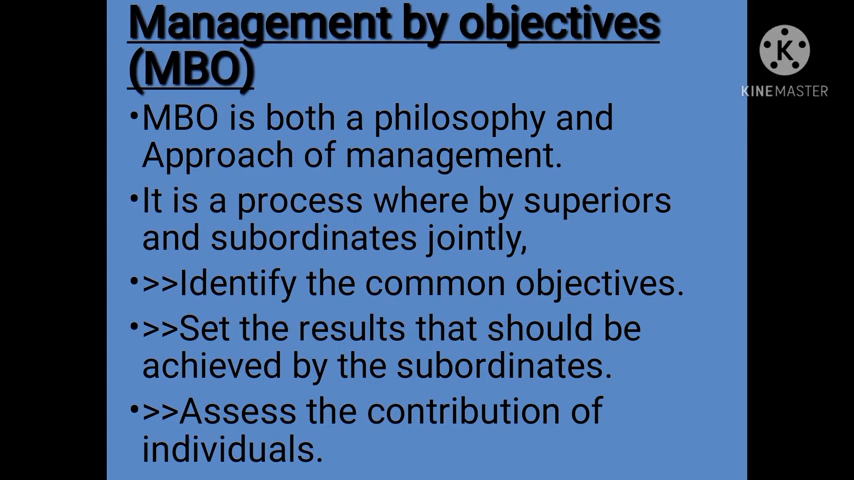 Management by objectives
(MBO)
•MBO is both a philosophy and
Approach of management.
•It is a process where by superiors
and subordinates jointly,
•>>Identify the common objectives.
•>>Set the results that should be
achieved by the subordinates.
•>>Assess the contribution of
individuals.
K
KINEMASTER